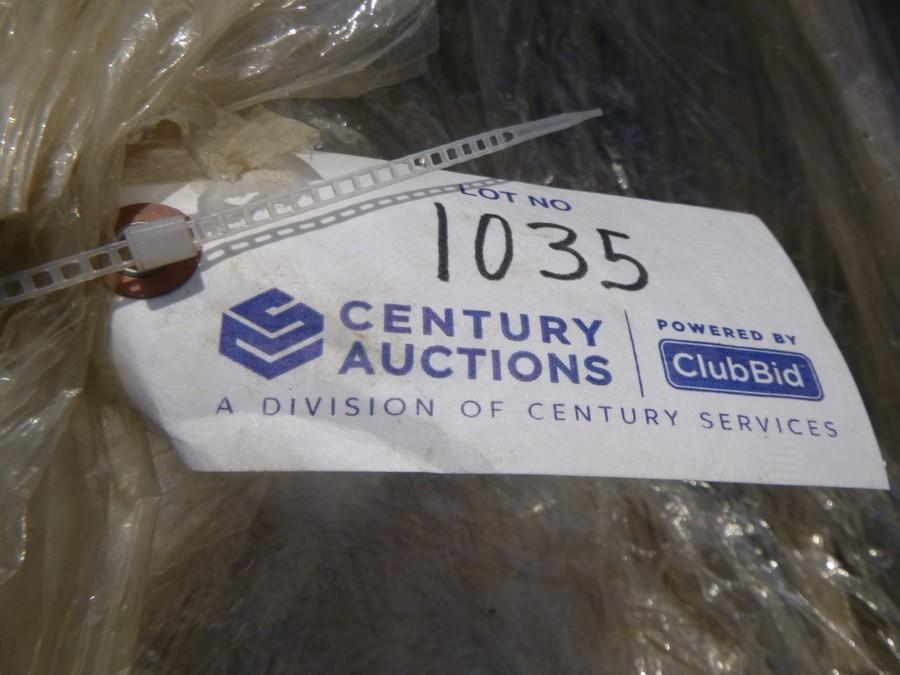 LOT NO
1035
CENTURY
AUCTIONS
POWERED BY
ClubBid
A DIVISION OF CENTURY SERVICES